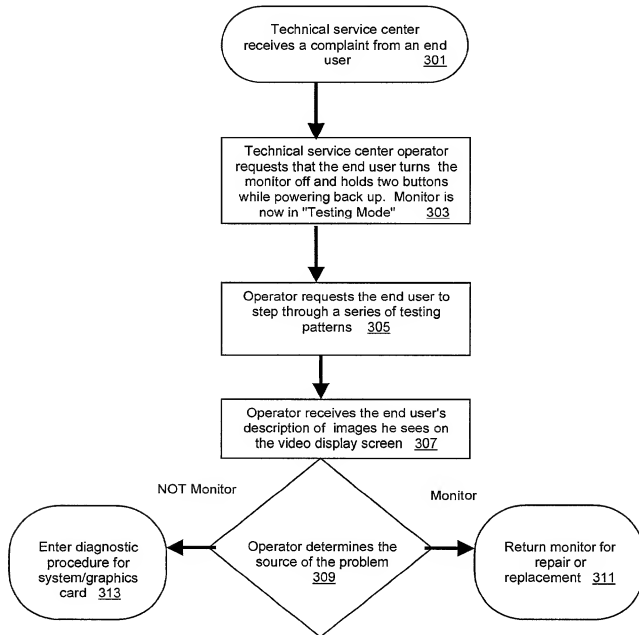 Technical service center
receives a complaint from an end
user 301
Technical service center operator
requests that the end user turns the
monitor off and holds two buttons
while powering back up. Monitor is
now in "Testing Mode" 303
Operator requests the end user to
step through a series of testing
patterns 305
Operator receives the end user's
description of images he sees on
the video display screen 307
NOT Monitor
Monitor
Operator determines the
source of the problem
309
Enter diagnostic
procedure for
system/graphics
card 313
Return monitor for
repair or
replacement 311